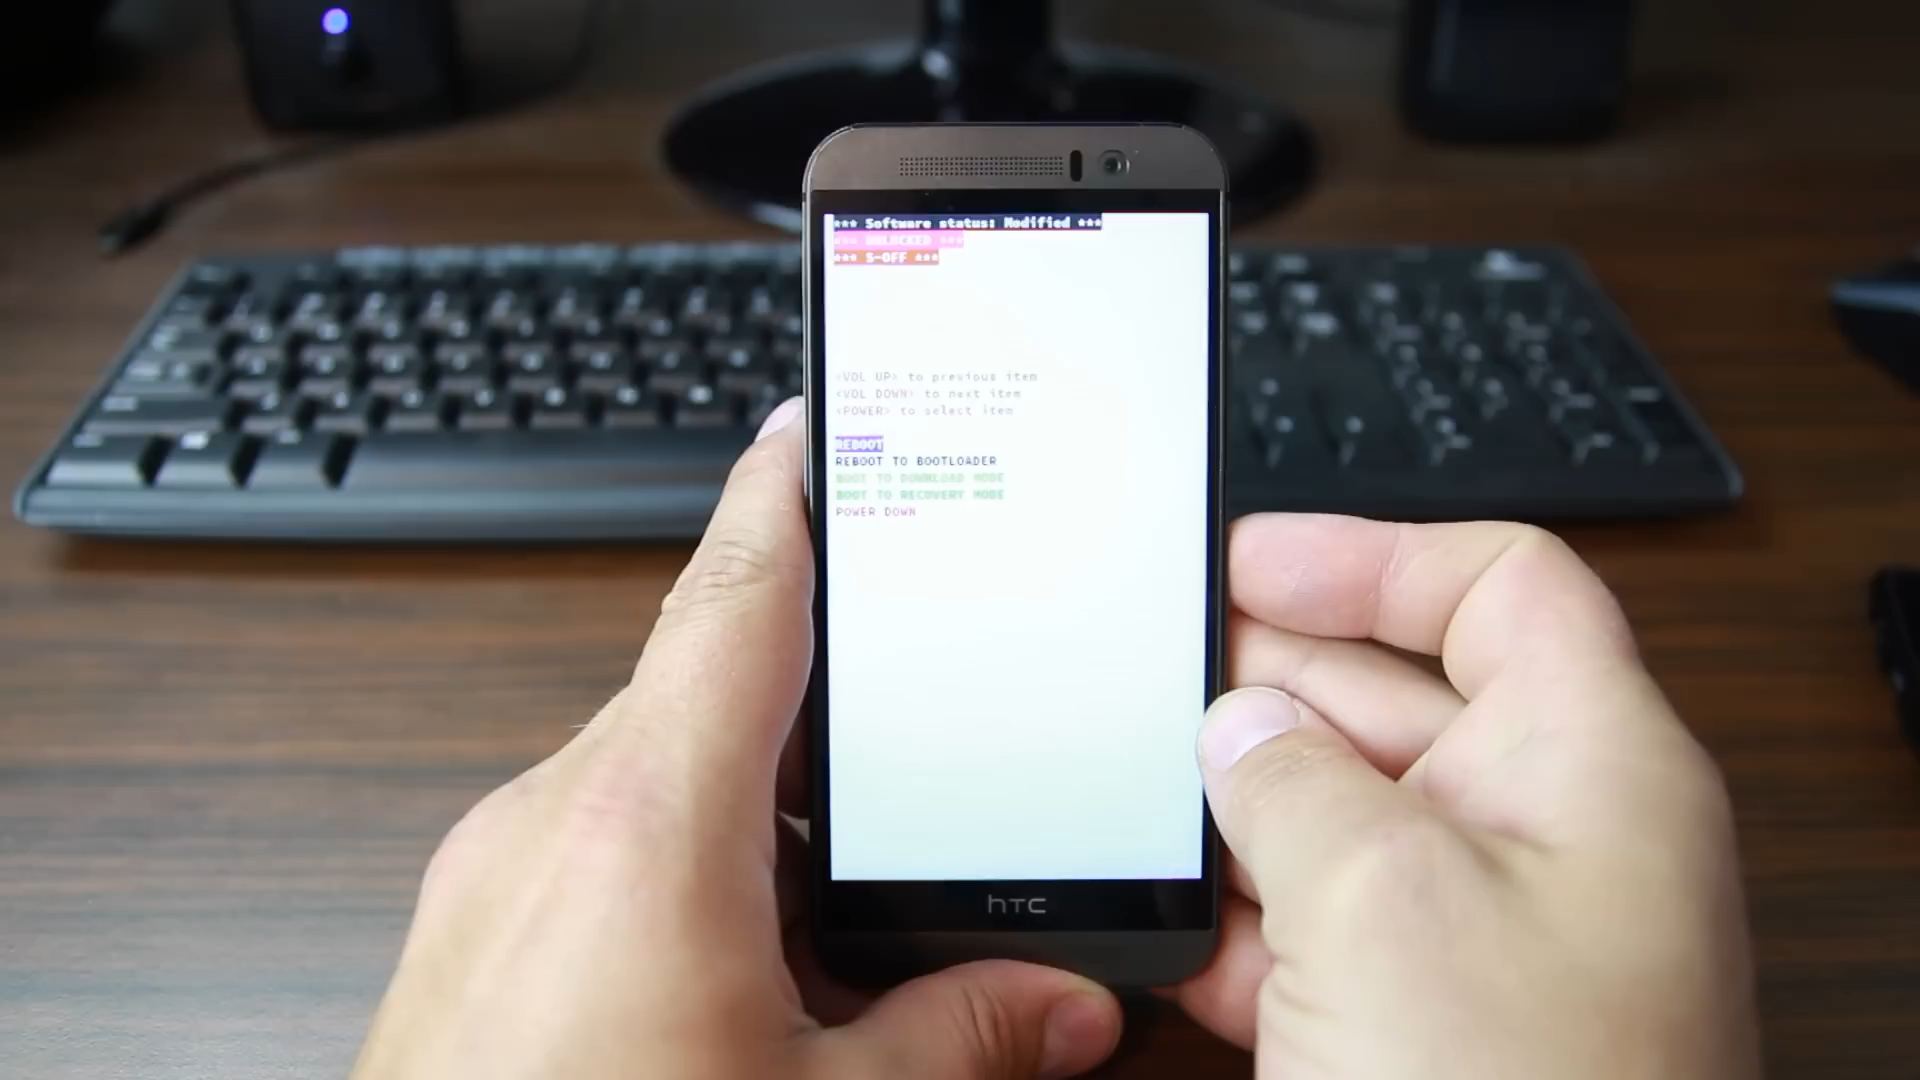 *** Software status: Modified ***
*** UNLOCKED ***
*** S-OFF ***
<VOL UP> to previous item
<VOL DOWN> to next item
<POWER> to select item
REBOOT
REBOOT TO BOOTLOADER
BOOT TO DOWNLOAD MODE
BOOT TO RECOVERY MODE
POWER DOWN
hTC